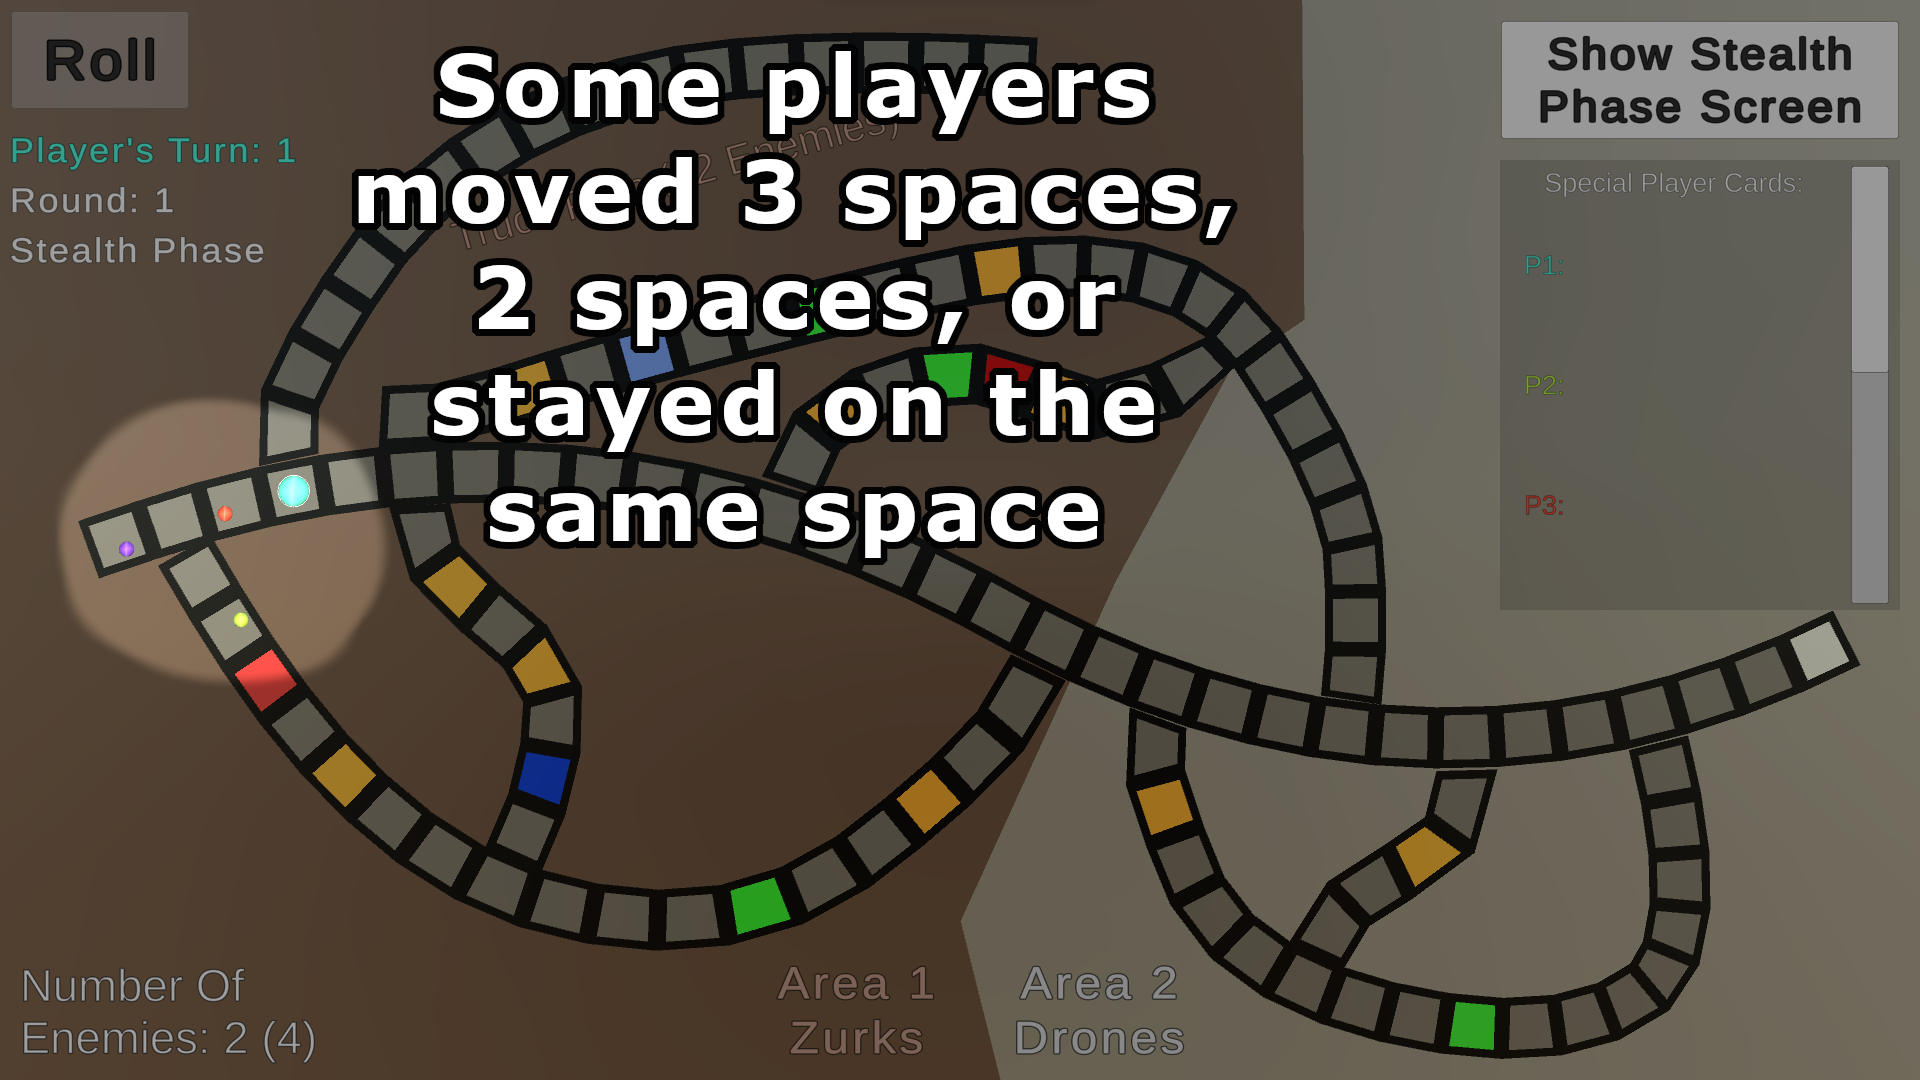 Roll
Player's Turn: 1
Round: 1
Stealth Phase
Some players
moved 3 spaces,
2 spaces, or
stayed on the
same space
2 Enemies)
Show Stealth
Phase Screen
Special Player Cards:
P1:
P2:
P3:
Number Of
Enemies: 2 (4)
Area 1
Zurks
Area 2
Drones